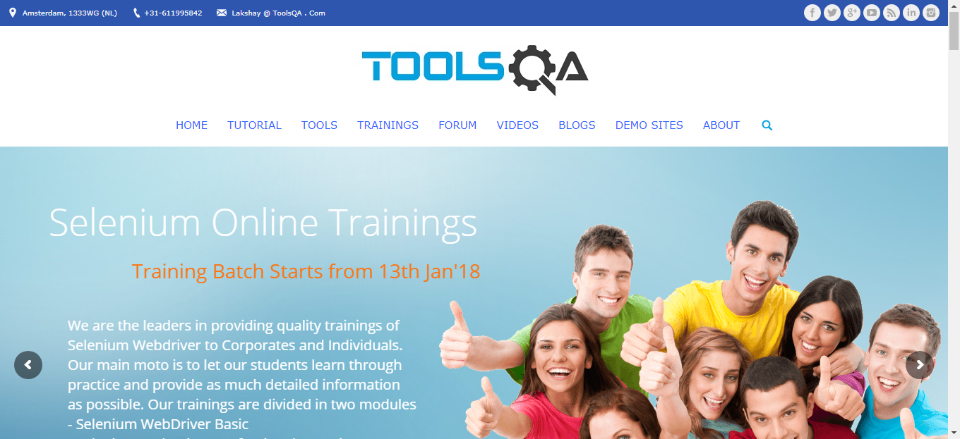 Amsterdam, 1333WG (NL) +31-611995842 Lakshay @ ToolsQA . Com
TOOLSQA
HOME TUTORIAL TOOLS TRAININGS FORUM VIDEOS BLOGS DEMO SITES ABOUT
Selenium Online Trainings
Training Batch Starts from 13th Jan'18
We are the leaders in providing quality trainings of
Selenium Webdriver to Corporates and Individuals.
Our main moto is to let our students learn through
practice and provide as much detailed information
as possible. Our trainings are divided in two modules
- Selenium WebDriver Basic